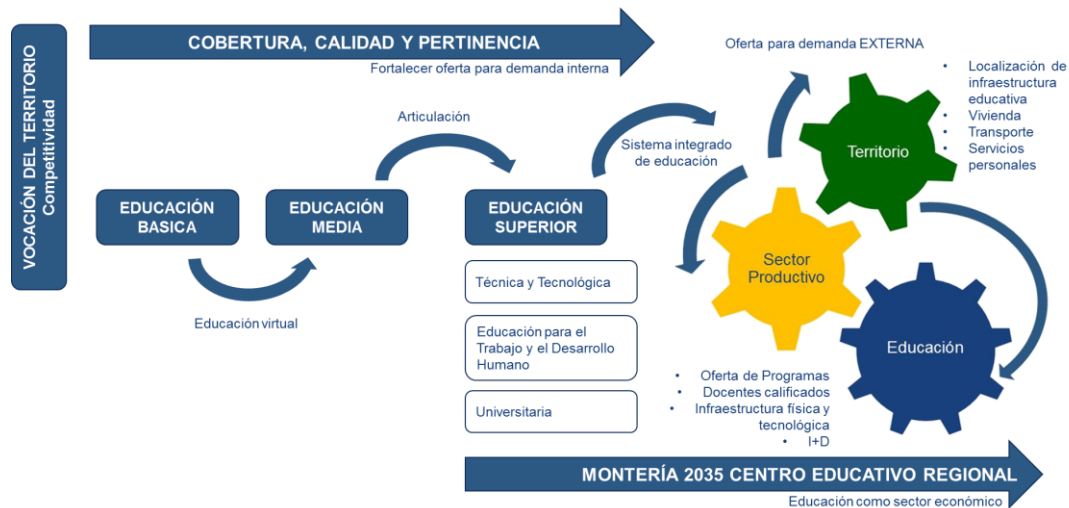 VOCACIÓN DEL TERRITORIO
Competitividad
COBERTURA, CALIDAD Y PERTINENCIA
Fortalecer oferta para demanda interna
Articulación
EDUCACIÓN
BASICA
EDUCACIÓN
MEDIA
EDUCACIÓN
SUPERIOR
Educación virtual
Técnica y Tecnológica
Educación para el
Trabajo y el Desarrollo
Humano
Universitaria
Sistema integrado
de educación
Oferta para demanda EXTERNA
Territorio
• Localización de
infraestructura
educativa
• Vivienda
• Transporte
• Servicios
personales
Sector
Productivo
Educación
• Oferta de Programas
• Docentes calificados
• Infraestructura física y
tecnológica
• I+D
MONTERÍA 2035 CENTRO EDUCATIVO REGIONAL
Educación como sector económico